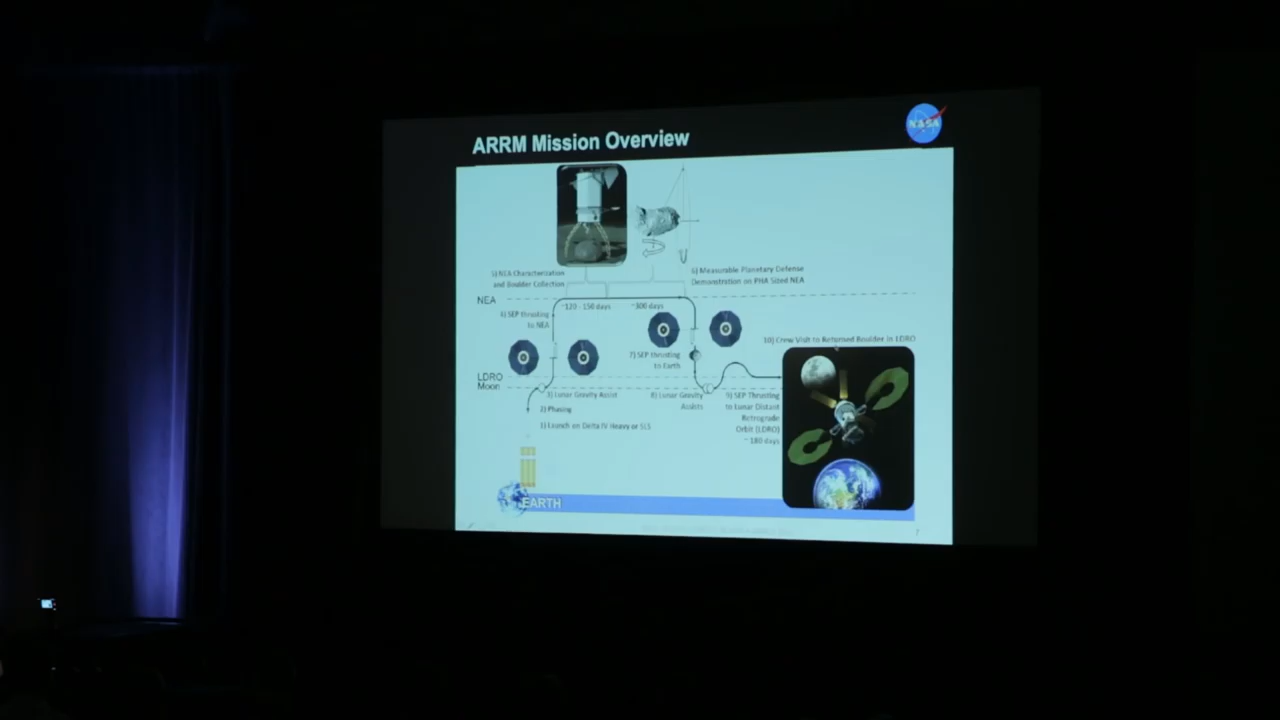 ARRM Mission Overview
NASA
5) NEA Characterization
and Boulder Collection
6) Measurable Planetary Defense
Demonstration on PHA Sized NEA
NEA
~120 - 150 days
~300 days
4) SEP thrusting
to NEA
7) SEP thrusting
to Earth
10) Crew Visit to Returned Boulder in LDRO
LDRO
Moon
3) Lunar Gravity Assist
8) Lunar Gravity
Assists
9) SEP Thrusting
to Lunar Distant
Retrograde
Orbit (LDRO)
~ 180 days
2) Phasing
1) Launch on Delta IV Heavy or SLS
EARTH
7